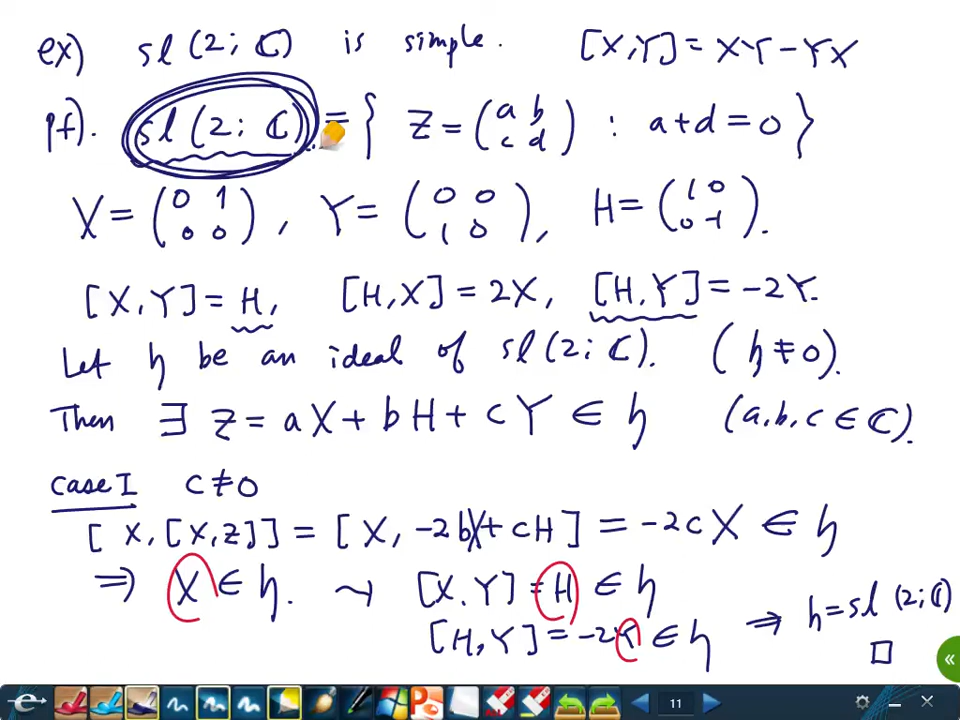 ex) sl(2; ℂ) is simple. [X,Y] = XY - YX
pf). sl(2; ℂ) = { Z = (a b c d) : a+d = 0 }
X = (0 1 0 0), Y = (0 0 1 0), H = (1 0 0 -1).
[X,Y] = H, [H,X] = 2X, [H,Y] = -2Y.
Let 𝔥 be an ideal of sl(2; ℂ). (𝔥 ≠ 0).
Then ∃ Z = aX + bH + cY ∈ 𝔥 (a,b,c ∈ ℂ).
case I c ≠ 0
[X,[X,Z]] = [X, -2bX + cH] = -2cX ∈ 𝔥
⇒ X ∈ 𝔥. ⇝ [X.Y] = H ∈ 𝔥
[H,Y] = -2Y ∈ 𝔥 ⇒ 𝔥 = sl(2;ℂ)
□
11